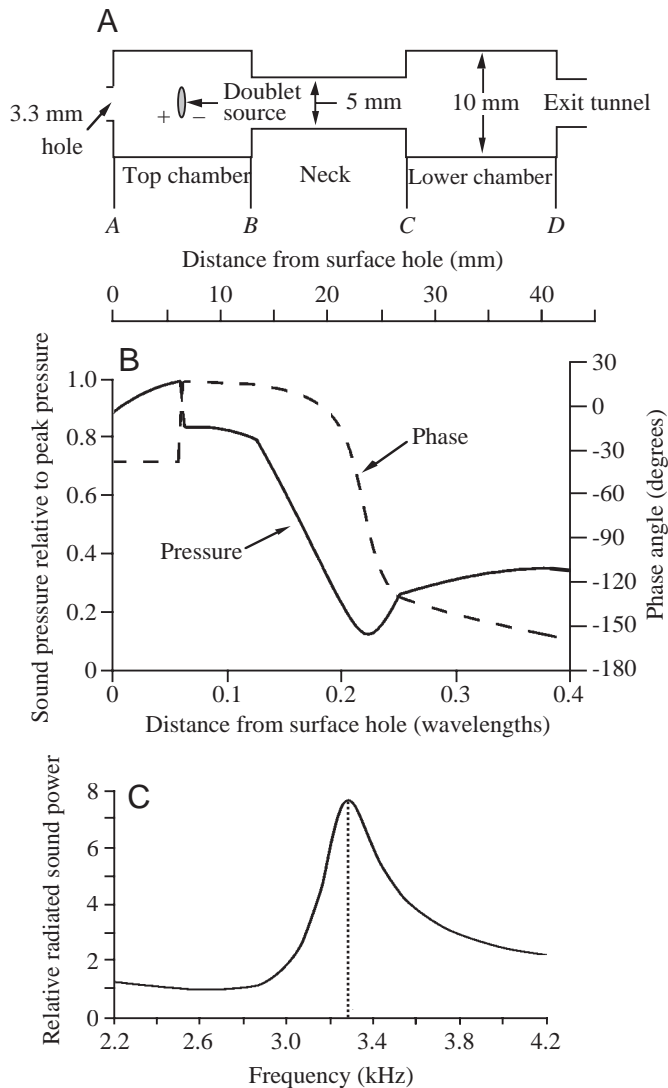 A
3.3 mm
hole
+ −
Doublet
source
5 mm
10 mm
Exit tunnel
Top chamber
Neck
Lower chamber
A B C D
Distance from surface hole (mm)
0 10 20 30 40
B
Sound pressure relative to peak pressure
1.0
0.8
0.6
0.4
0.2
0
Phase
Pressure
30
0
-30
-60
-90
-120
-150
-180
Phase angle (degrees)
0 0.1 0.2 0.3 0.4
Distance from surface hole (wavelengths)
C
Relative radiated sound power
8
6
4
2
0
2.2 2.6 3.0 3.4 3.8 4.2
Frequency (kHz)